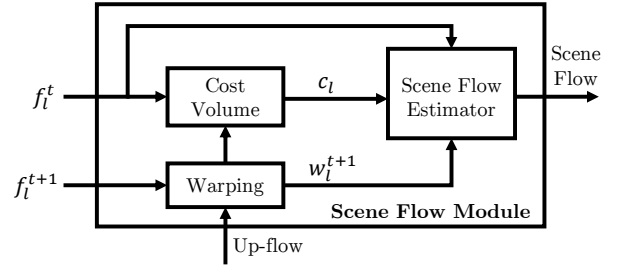 Scene
Flow
Cost
Volume
c_l
Scene Flow
Estimator
f_l^t
f_l^{t+1}
Warping
w_l^{t+1}
Scene Flow Module
Up-flow